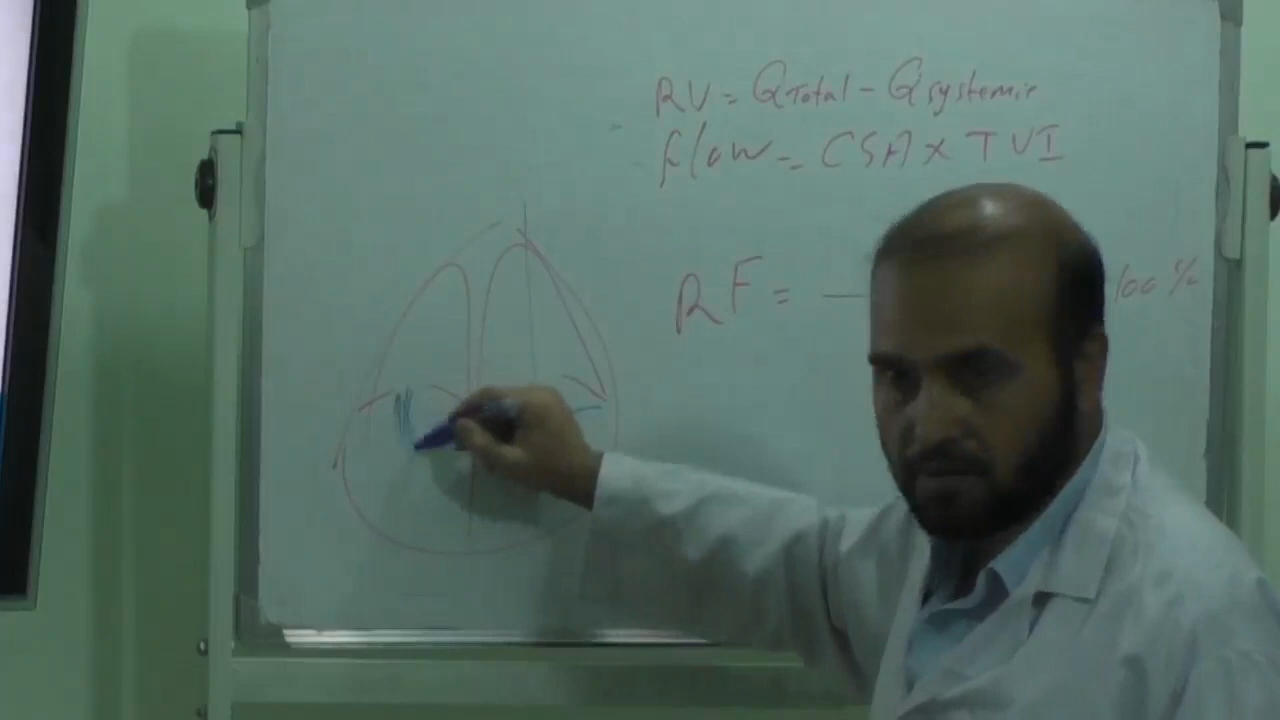 RV = QTotal - Qsystemic
flow = CSA x TVI
RF = — 100%